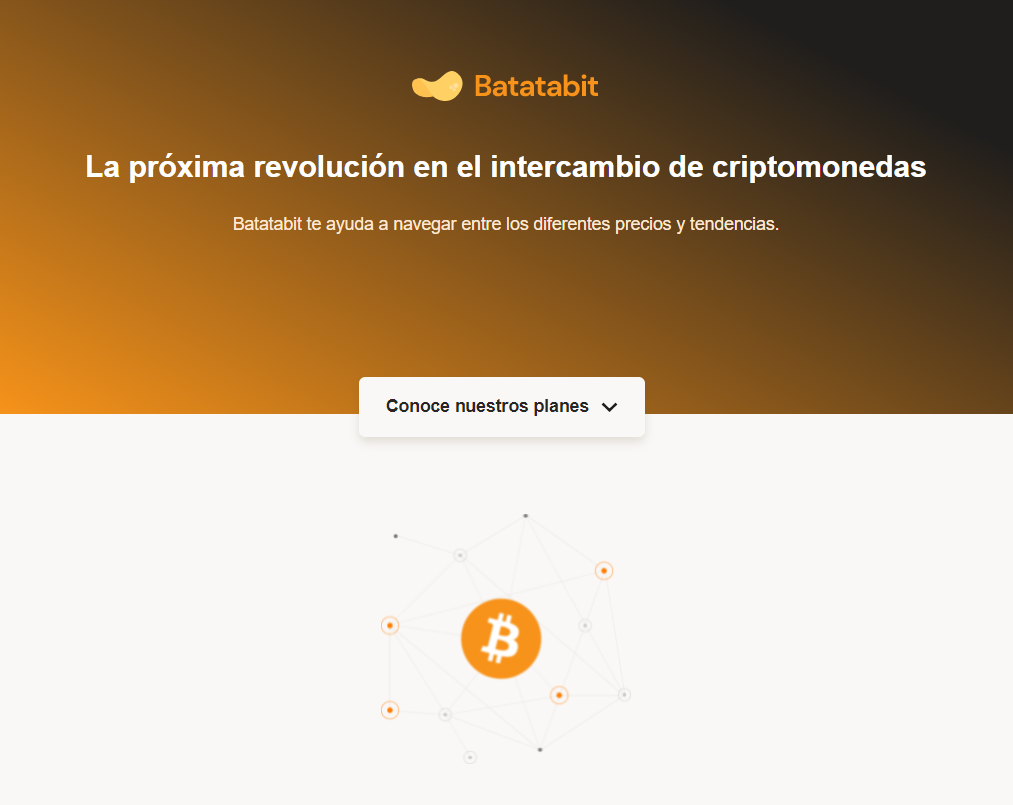 Batatabit
La próxima revolución en el intercambio de criptomonedas
Batatabit te ayuda a navegar entre los diferentes precios y tendencias.
Conoce nuestros planes